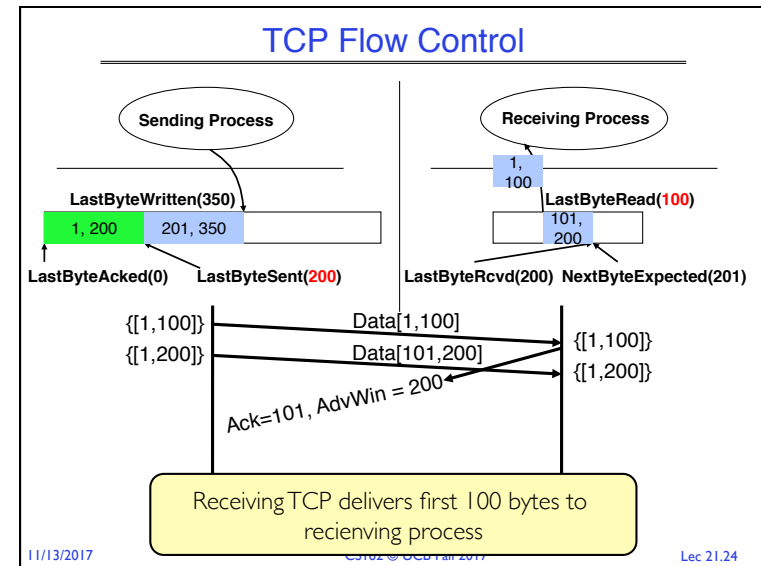 TCP Flow Control
Sending Process
Receiving Process
1,
100
LastByteWritten(350)
LastByteRead(100)
1, 200
201, 350
101,
200
LastByteAcked(0)
LastByteSent(200)
LastByteRcvd(200)
NextByteExpected(201)
{[1,100]}
Data[1,100]
{[1,100]}
{[1,200]}
Data[101,200]
{[1,200]}
Ack=101, AdvWin = 200
Receiving TCP delivers first 100 bytes to
recienving process
11/13/2017
2017
Lec 21.24